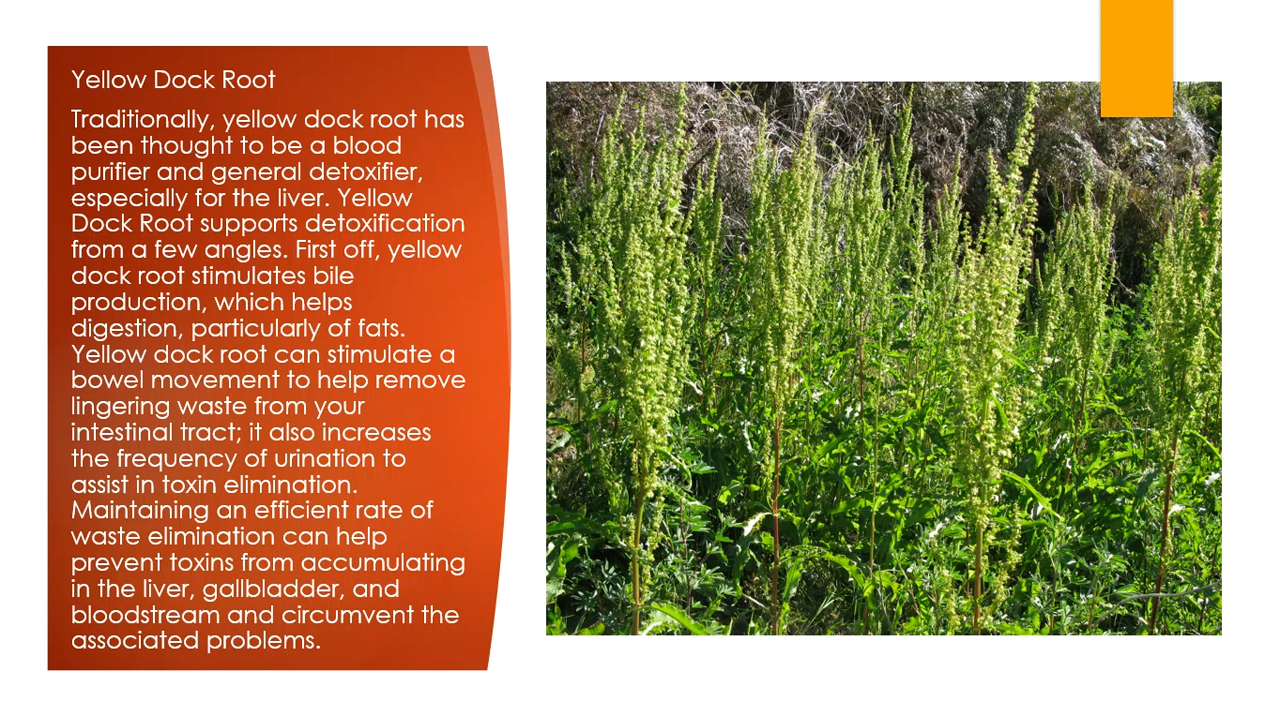 Yellow Dock Root
Traditionally, yellow dock root has
been thought to be a blood
purifier and general detoxifier,
especially for the liver. Yellow
Dock Root supports detoxification
from a few angles. First off, yellow
dock root stimulates bile
production, which helps
digestion, particularly of fats.
Yellow dock root can stimulate a
bowel movement to help remove
lingering waste from your
intestinal tract; it also increases
the frequency of urination to
assist in toxin elimination.
Maintaining an efficient rate of
waste elimination can help
prevent toxins from accumulating
in the liver, gallbladder, and
bloodstream and circumvent the
associated problems.